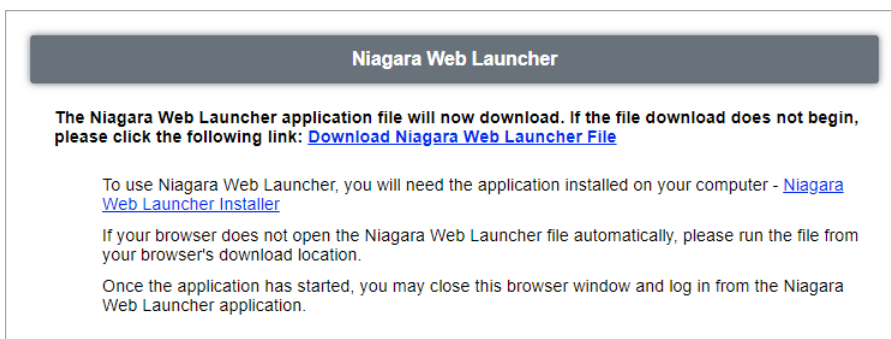 Niagara Web Launcher
The Niagara Web Launcher application file will now download. If the file download does not begin,
please click the following link: Download Niagara Web Launcher File
To use Niagara Web Launcher, you will need the application installed on your computer - Niagara
Web Launcher Installer
If your browser does not open the Niagara Web Launcher file automatically, please run the file from
your browser's download location.
Once the application has started, you may close this browser window and log in from the Niagara
Web Launcher application.